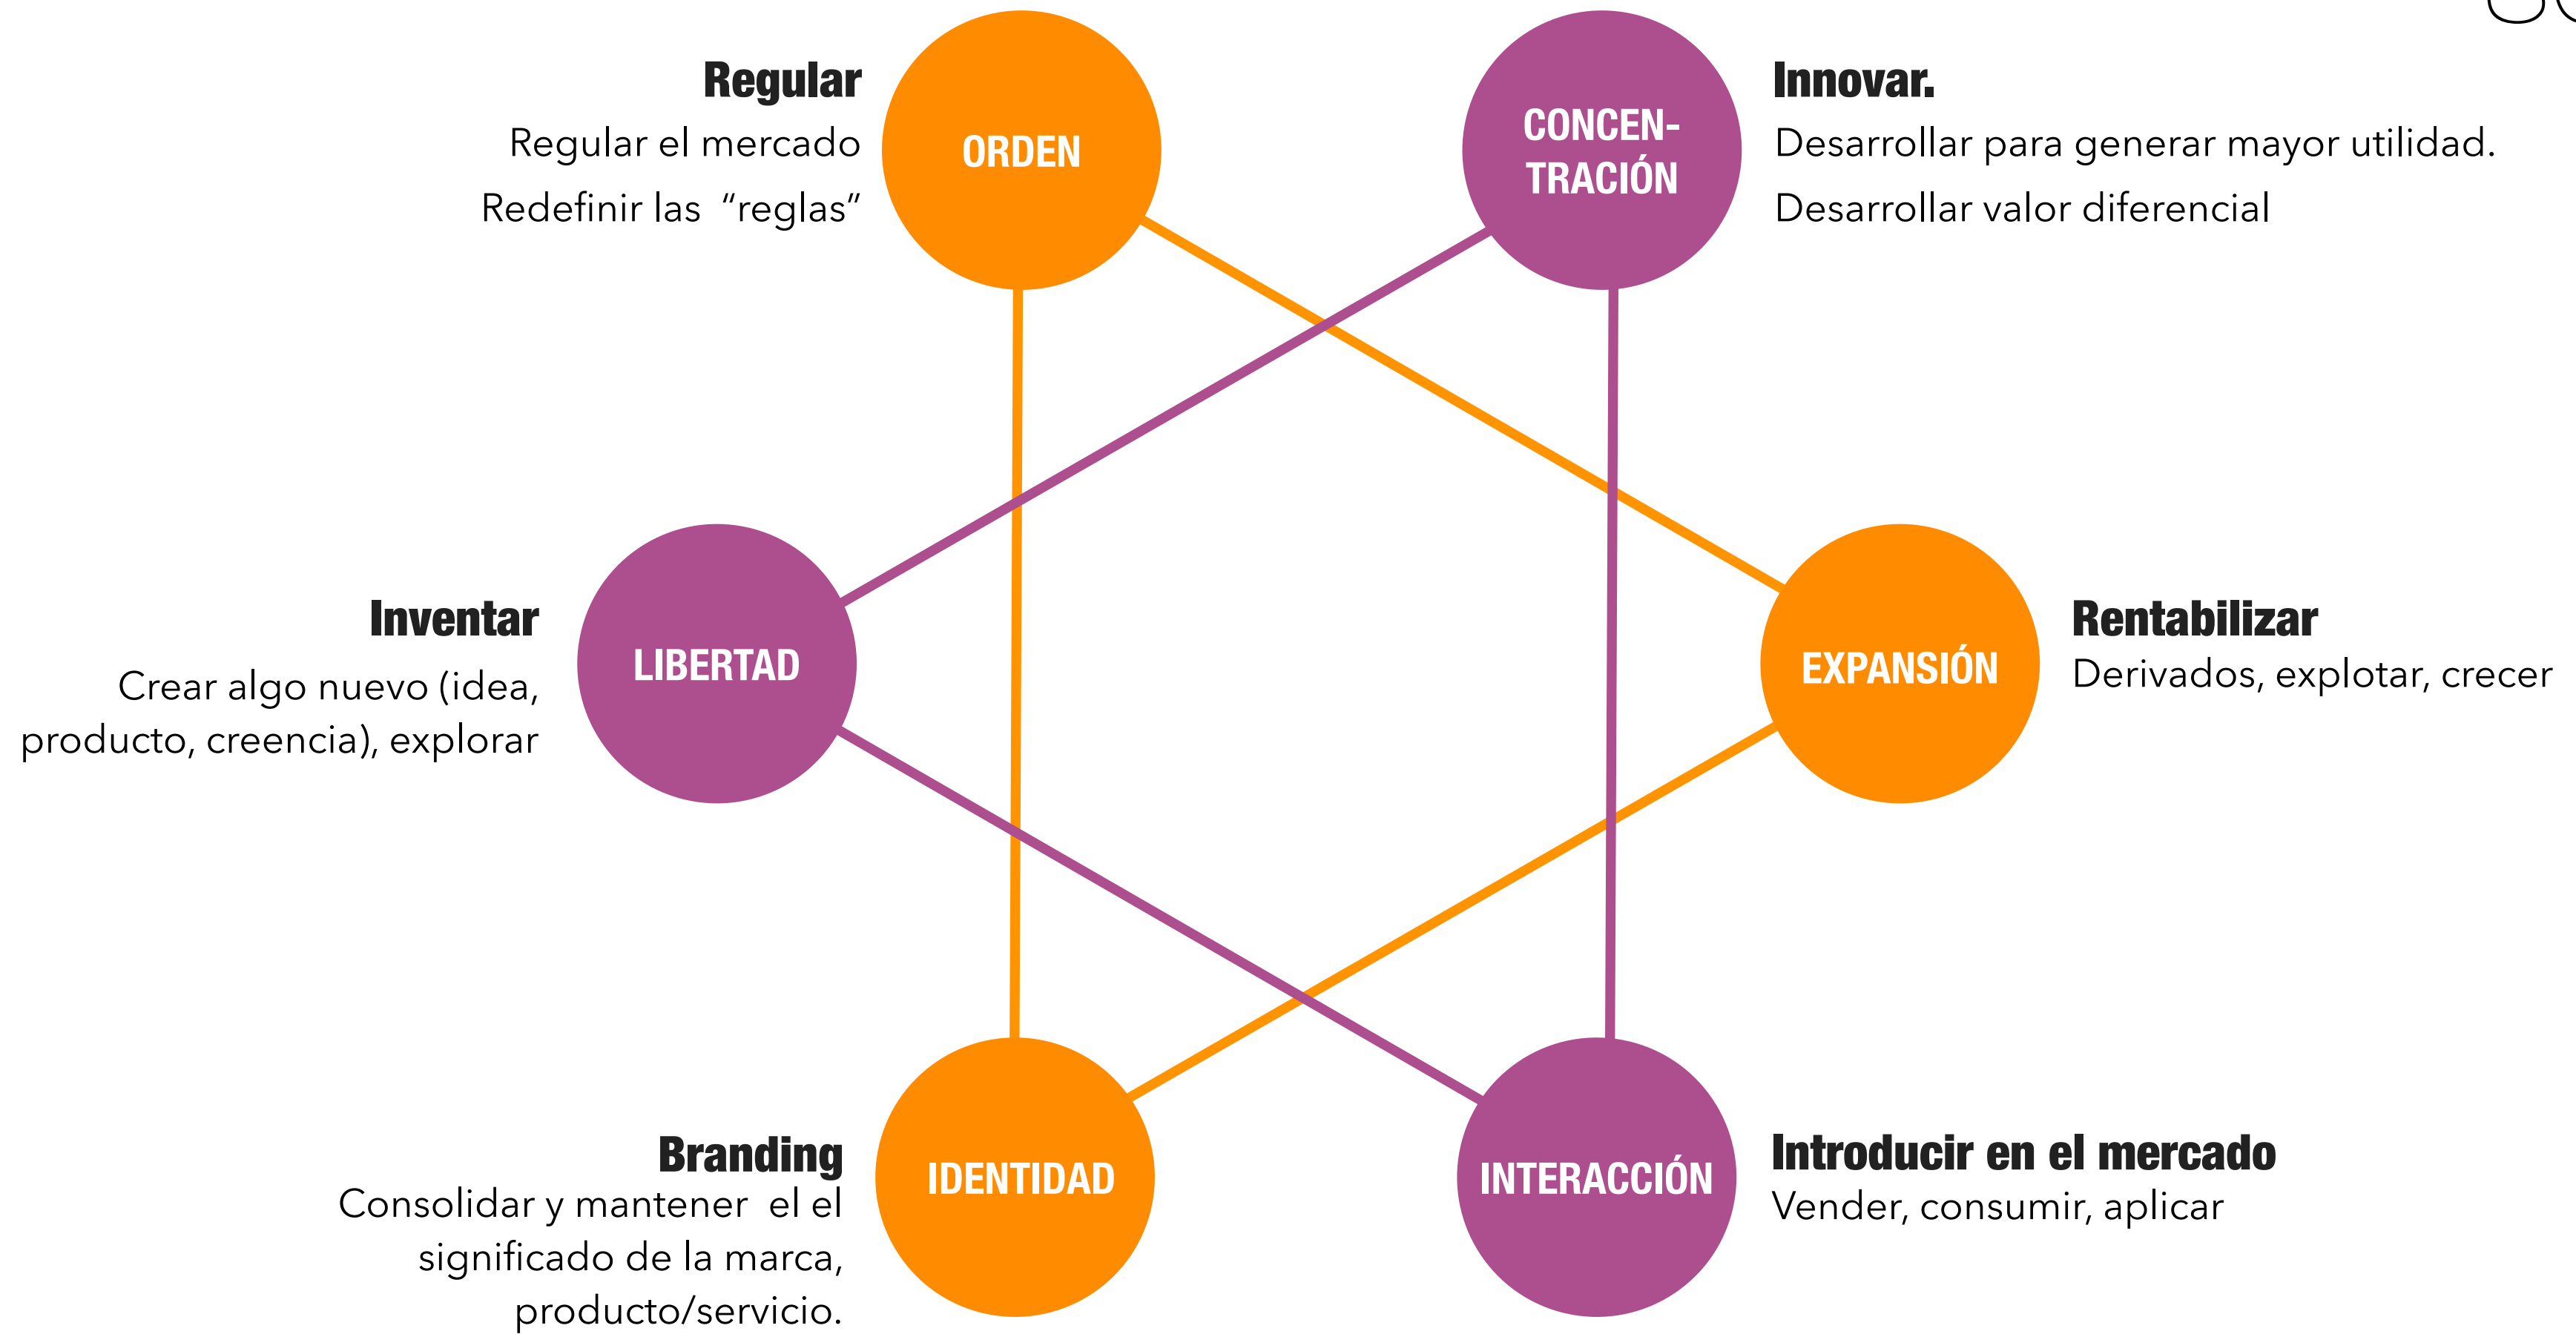 Regular
Regular el mercado
Redefinir las “reglas”
ORDEN
CONCEN-
TRACIÓN
Innovar.
Desarrollar para generar mayor utilidad.
Desarrollar valor diferencial
Inventar
Crear algo nuevo (idea,
producto, creencia), explorar
LIBERTAD
EXPANSIÓN
Rentabilizar
Derivados, explotar, crecer
Branding
Consolidar y mantener el el
significado de la marca,
producto/servicio.
IDENTIDAD
INTERACCIÓN
Introducir en el mercado
Vender, consumir, aplicar